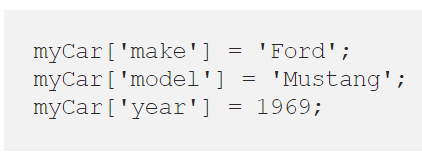 myCar['make'] = 'Ford';
myCar['model'] = 'Mustang';
myCar['year'] = 1969;